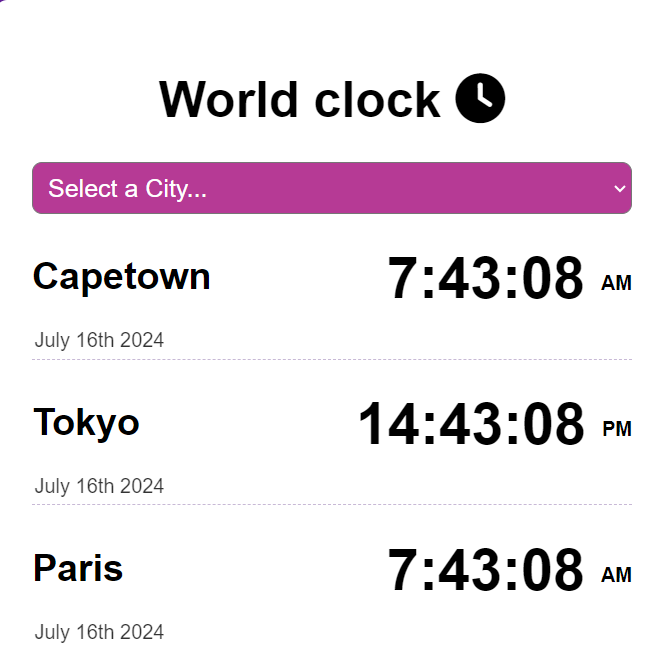 World clock
Select a City...
Capetown 7:43:08 AM
July 16th 2024
Tokyo 14:43:08 PM
July 16th 2024
Paris 7:43:08 AM
July 16th 2024